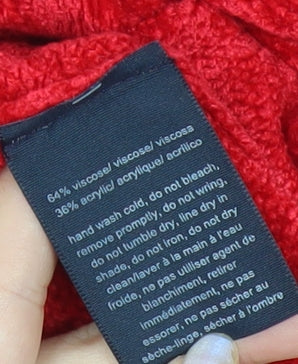 64% viscose/ viscose/ viscosa
36% acrylic/ acrylique/ acrílico
hand wash cold, do not bleach,
remove promptly, do not wring,
do not tumble dry, line dry in
shade, do not iron, do not dry
clean/laver à la main à l'eau
froide, ne pas utiliser agent de
blanchiment, retirer
immédiatement, ne pas
essorer, ne pas sécher au
sèche-linge, sécher à l'ombre